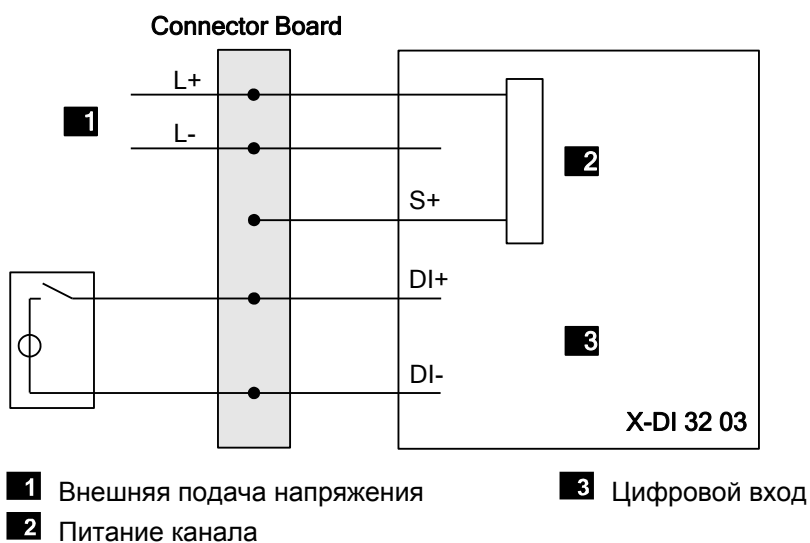 Connector Board
L+
1
L-
2
S+
DI+
3
DI-
X-DI 32 03
1 Внешняя подача напряжения
3 Цифровой вход
2 Питание канала